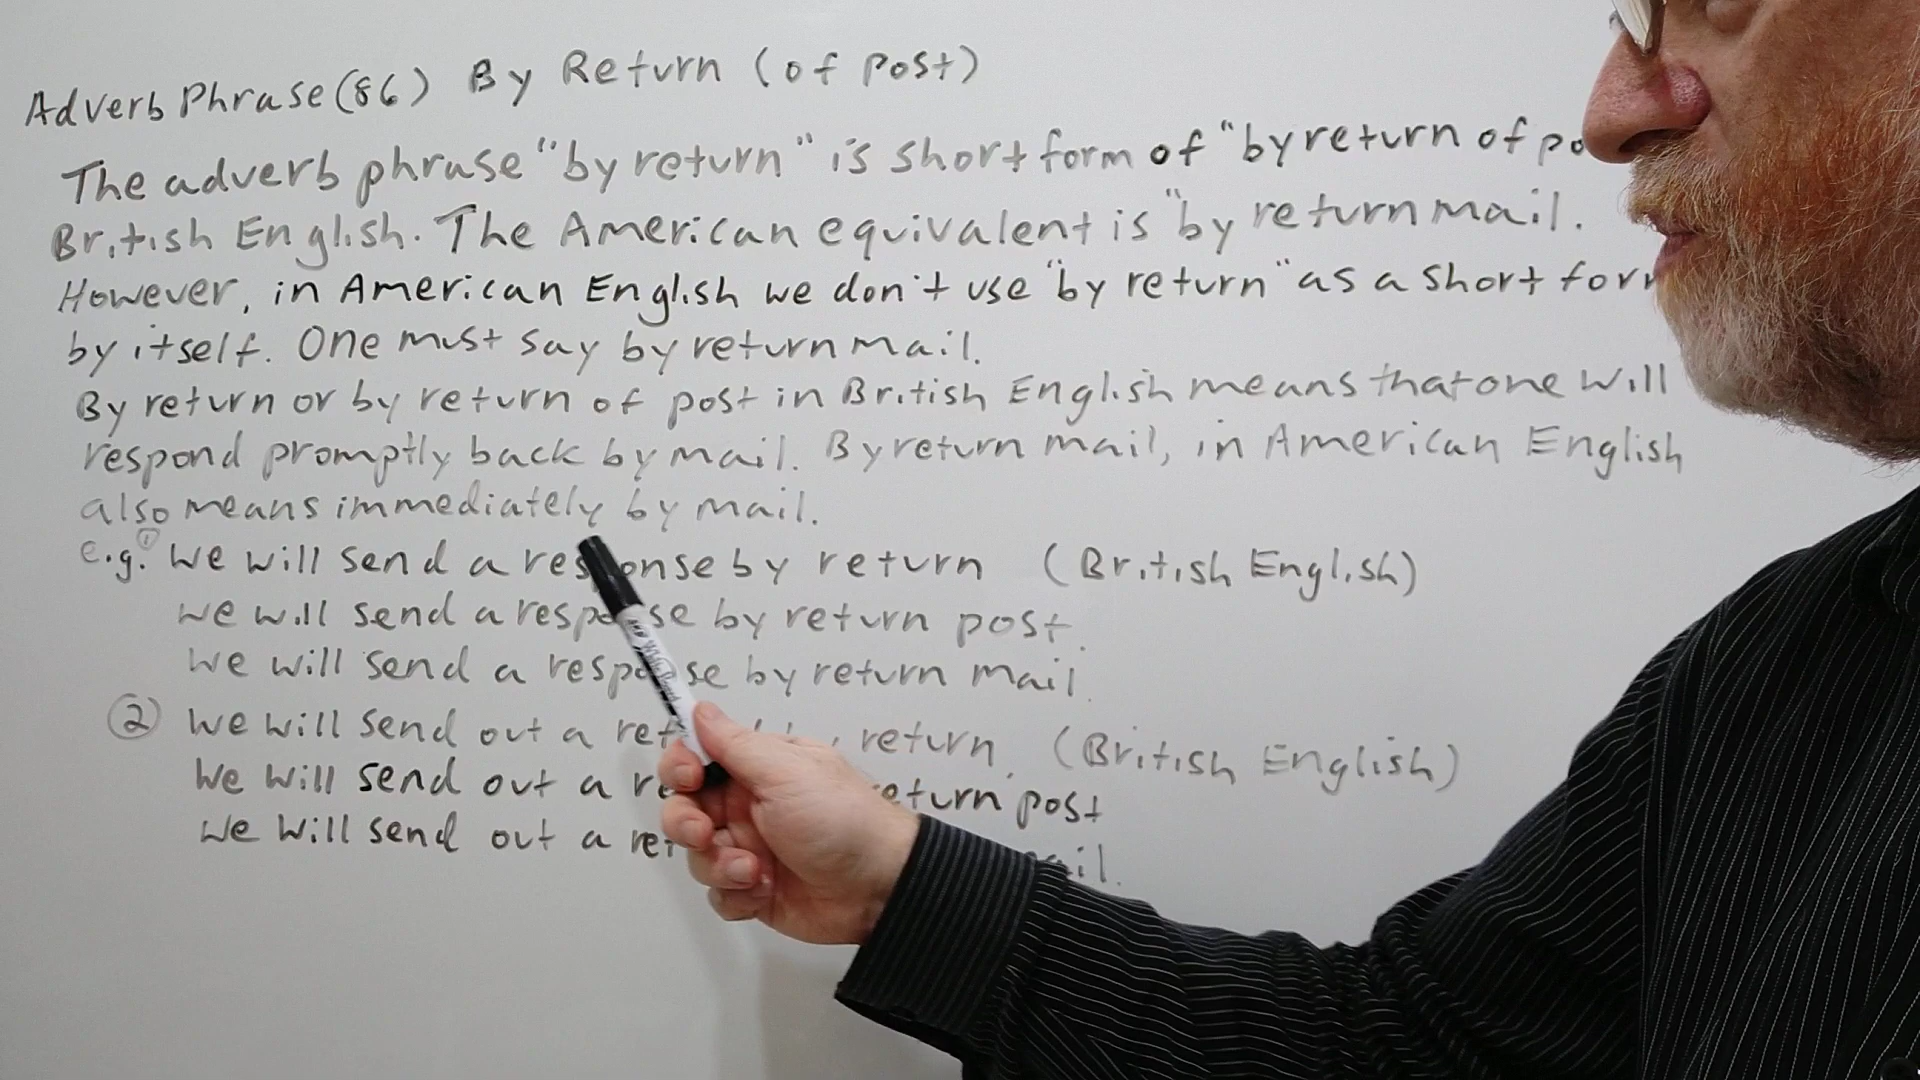 Adverb Phrase (86) By Return (of post)
The adverb phrase "by return" is short form of "by return of
British English. The American equivalent is "by return mail.
However, in American English we don't use "by return" as a short
by itself. One must say by return mail.
By return or by return of post in British English means that one will
respond promptly back by mail. By return mail, in American English
also means immediately by mail.
e.g. ① We will send a response by return (British English)
We will send a response by return post.
We will send a response by return mail.
② We will send out a return. (British English)
We will send out a post
We will send out a